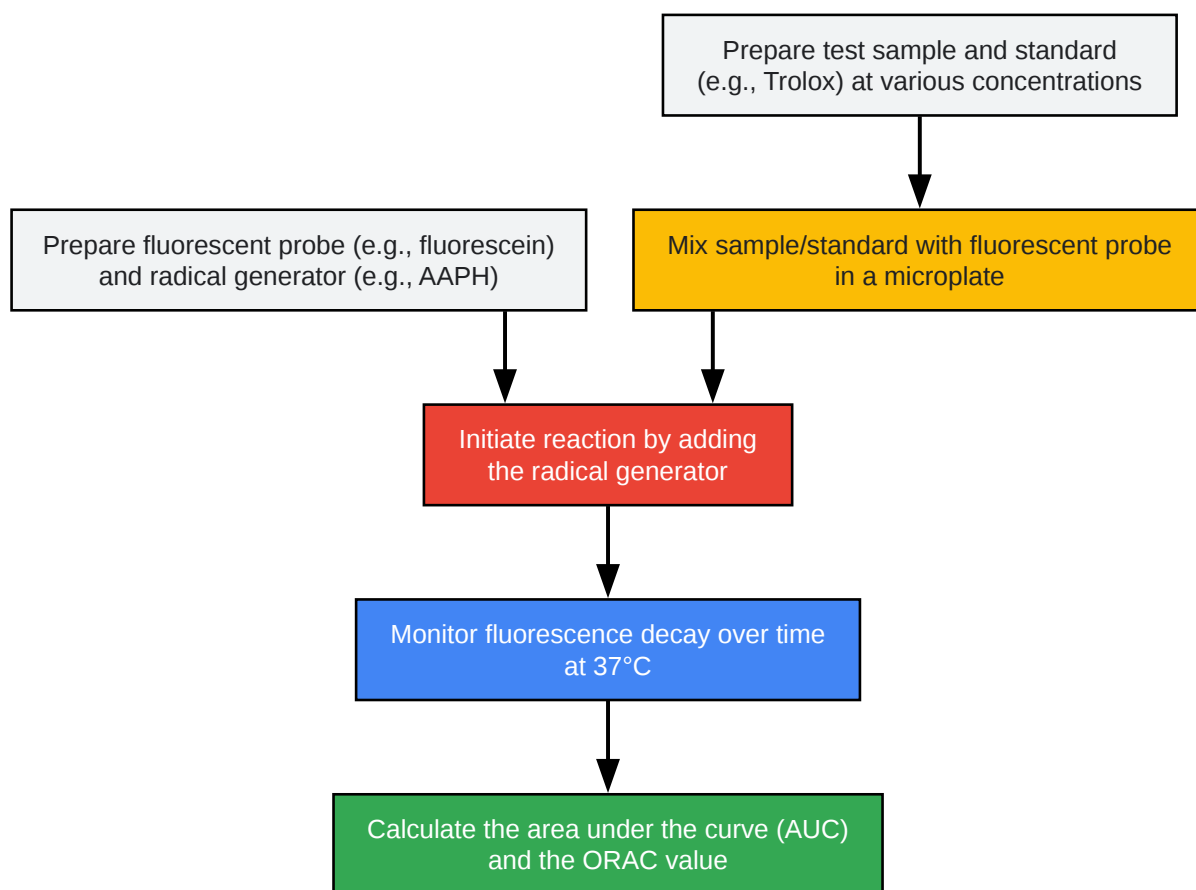 Prepare test sample and standard
(e.g., Trolox) at various concentrations
Prepare fluorescent probe (e.g., fluorescein)
and radical generator (e.g., AAPH)
Mix sample/standard with fluorescent probe
in a microplate
Initiate reaction by adding
the radical generator
Monitor fluorescence decay over time
at 37°C
Calculate the area under the curve (AUC)
and the ORAC value